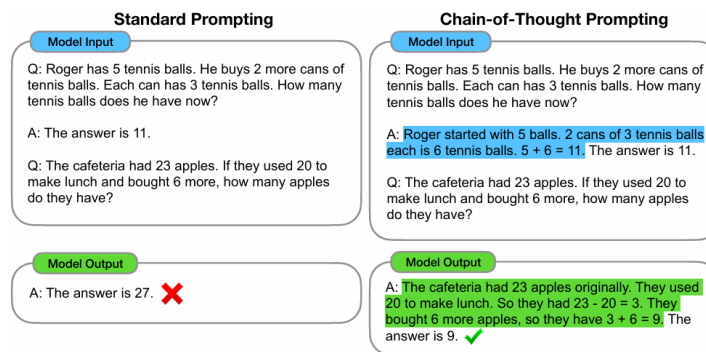 Standard Prompting
Model Input
Q: Roger has 5 tennis balls. He buys 2 more cans of
tennis balls. Each can has 3 tennis balls. How many
tennis balls does he have now?
A: The answer is 11.
Q: The cafeteria had 23 apples. If they used 20 to
make lunch and bought 6 more, how many apples
do they have?
Model Output
A: The answer is 27.
Chain-of-Thought Prompting
Model Input
Q: Roger has 5 tennis balls. He buys 2 more cans of
tennis balls. Each can has 3 tennis balls. How many
tennis balls does he have now?
A: Roger started with 5 balls. 2 cans of 3 tennis balls
each is 6 tennis balls. 5 + 6 = 11. The answer is 11.
Q: The cafeteria had 23 apples. If they used 20 to
make lunch and bought 6 more, how many apples
do they have?
Model Output
A: The cafeteria had 23 apples originally. They used
20 to make lunch. So they had 23 - 20 = 3. They
bought 6 more apples, so they have 3 + 6 = 9. The
answer is 9.